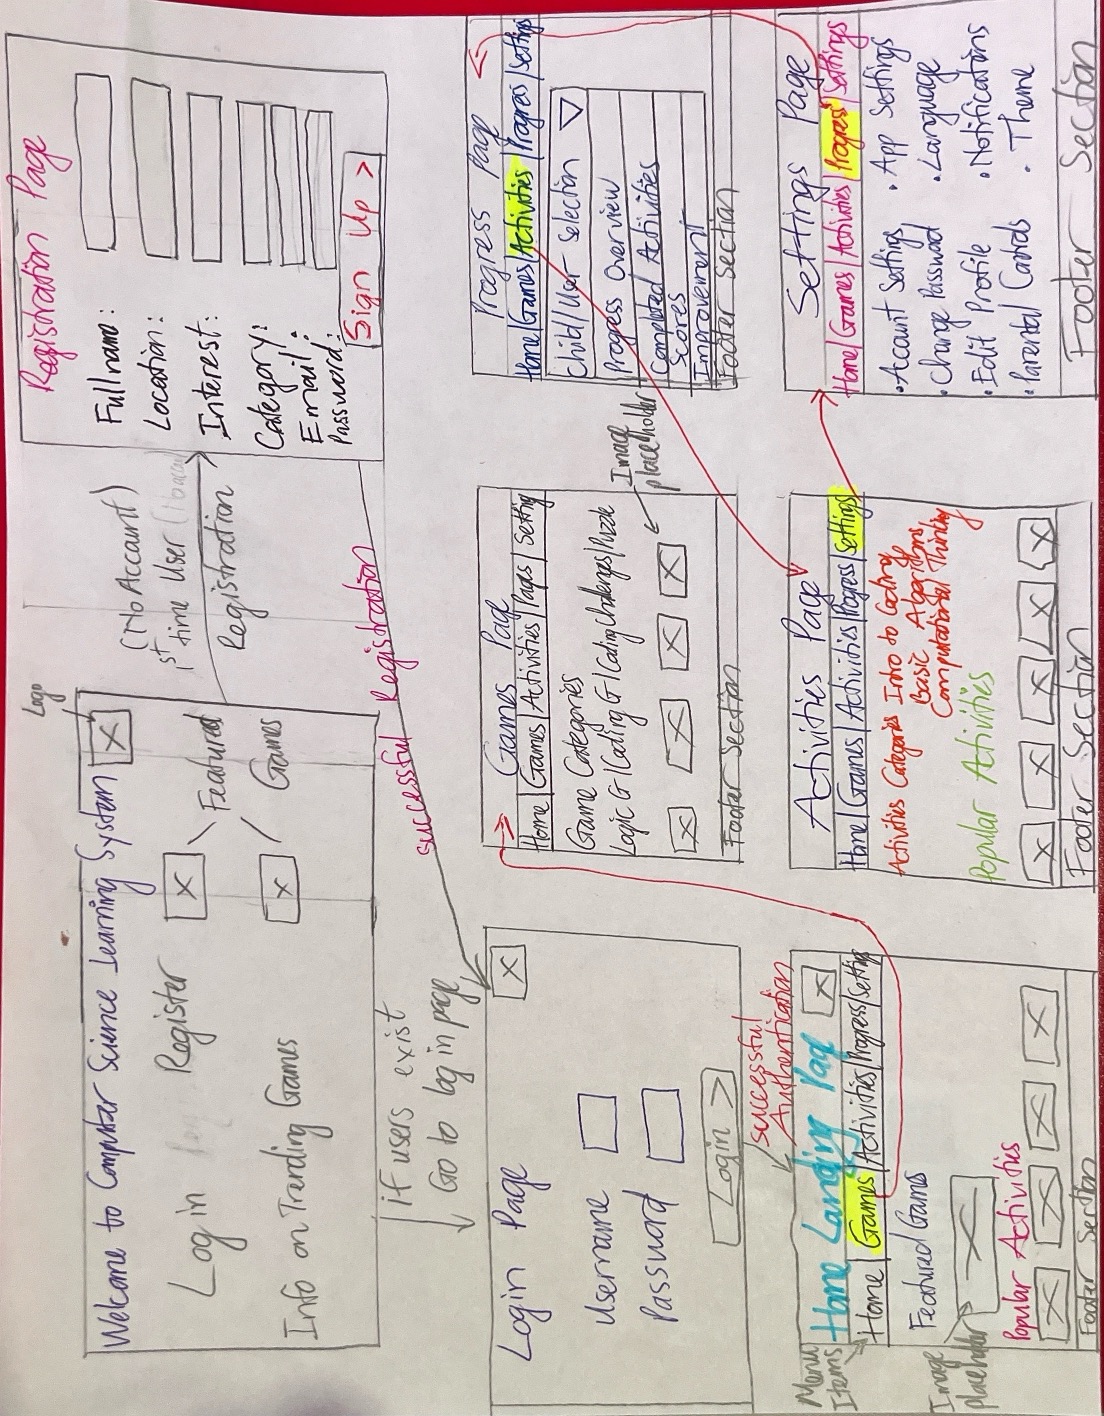 Logo
Welcome to Computer Science Learning System
Log in
Register
Featured
Games
Info on Trending Games
(No Account)
1st time User (No accou
Registration
Registration Page
Fullname:
Location:
Interest:
Category:
Email:
Password:
Sign Up >
if users exist
Go to log in page
successful Registration
Login Page
Username
Password
Login >
successful
Authentication
Games Page
Home | Games | Activities | Pages | Setting
Game Categories
Logic G | Coding G | Coding Challenges | Puzzle
Image
placeholder
Footer Section
Progress Page
Home | Games | Activities | Progress | Settings
Child/User Selection
Progress Overview
Completed Activities
Scores
Improvement
Footer Section
Menu
Items
Home Landing Page
Home | Games | Activities | Progress | Setting
Featured Games
Image
placeholder
Popular Activities
Footer Section
Activities Page
Home | Games | Activities | Progress | Settings
Activities Categories Intro to Coding,
Basic Algorithms,
Computational Thinking
Popular Activities
Footer Section
Settings Page
Home | Games | Activities | Progress | Settings
• Account Settings
• Change Password
• Edit Profile
• Parental Controls
• App Settings
• Language
• Notifications
• Theme
Footer Section